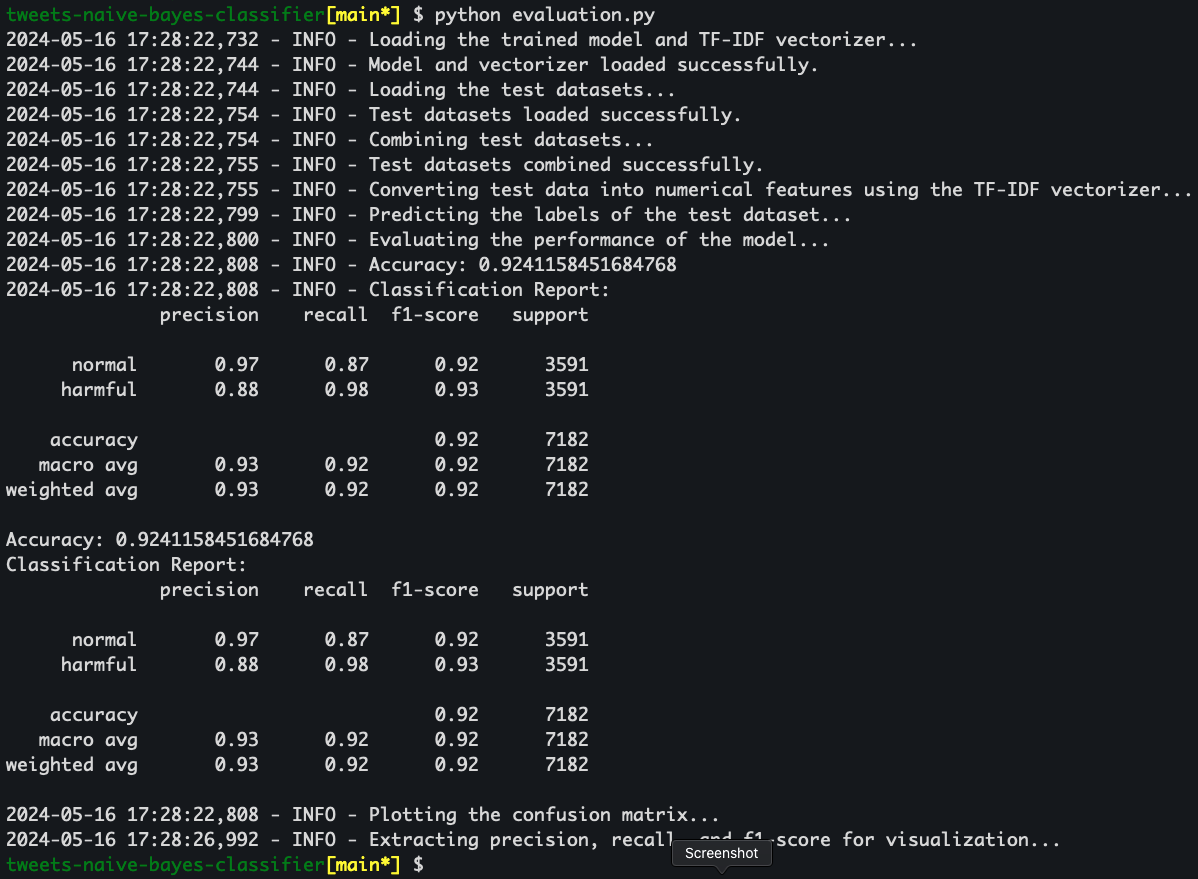 tweets-naive-bayes-classifier[main*] $ python evaluation.py
2024-05-16 17:28:22,732 - INFO - Loading the trained model and TF-IDF vectorizer...
2024-05-16 17:28:22,744 - INFO - Model and vectorizer loaded successfully.
2024-05-16 17:28:22,744 - INFO - Loading the test datasets...
2024-05-16 17:28:22,754 - INFO - Test datasets loaded successfully.
2024-05-16 17:28:22,754 - INFO - Combining test datasets...
2024-05-16 17:28:22,755 - INFO - Test datasets combined successfully.
2024-05-16 17:28:22,755 - INFO - Converting test data into numerical features using the TF-IDF vectorizer...
2024-05-16 17:28:22,799 - INFO - Predicting the labels of the test dataset...
2024-05-16 17:28:22,800 - INFO - Evaluating the performance of the model...
2024-05-16 17:28:22,808 - INFO - Accuracy: 0.9241158451684768
2024-05-16 17:28:22,808 - INFO - Classification Report:
              precision    recall  f1-score   support
      normal       0.97      0.87      0.92      3591
     harmful       0.88      0.98      0.93      3591
    accuracy                           0.92      7182
   macro avg       0.93      0.92      0.92      7182
weighted avg       0.93      0.92      0.92      7182
Accuracy: 0.9241158451684768
Classification Report:
              precision    recall  f1-score   support
      normal       0.97      0.87      0.92      3591
     harmful       0.88      0.98      0.93      3591
    accuracy                           0.92      7182
   macro avg       0.93      0.92      0.92      7182
weighted avg       0.93      0.92      0.92      7182
2024-05-16 17:28:22,808 - INFO - Plotting the confusion matrix...
2024-05-16 17:28:26,992 - INFO - Extracting precision, recall, and f1-score for visualization...
Screenshot
tweets-naive-bayes-classifier[main*] $